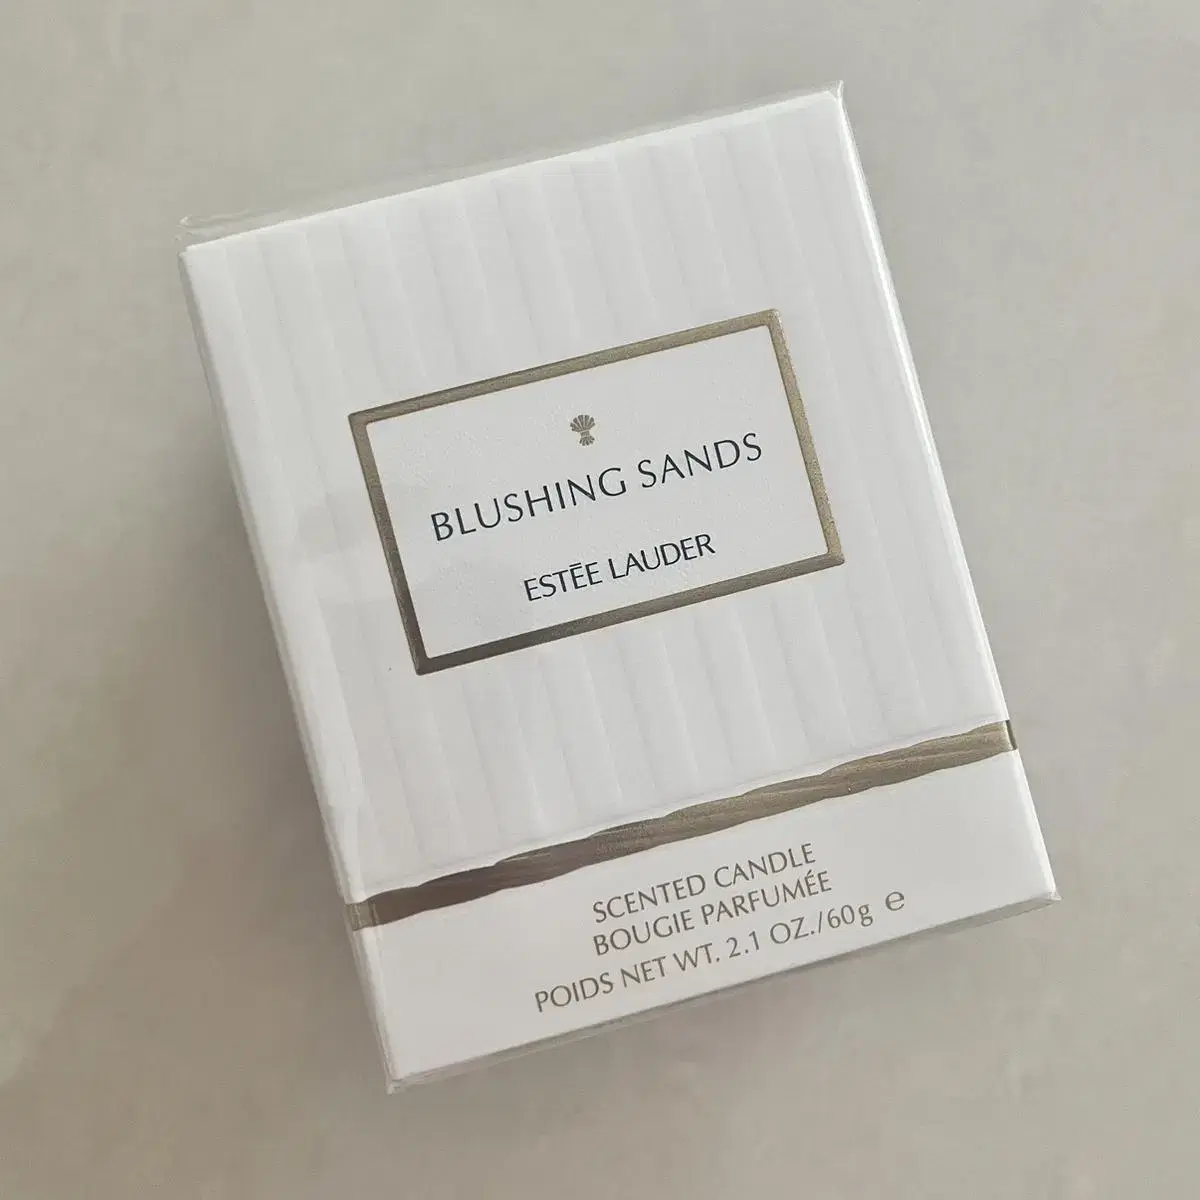 BLUSHING SANDS
ESTĒE LAUDER
SCENTED CANDLE
BOUGIE PARFUMÉE
POIDS NET WT. 2.1 OZ./60g ℮